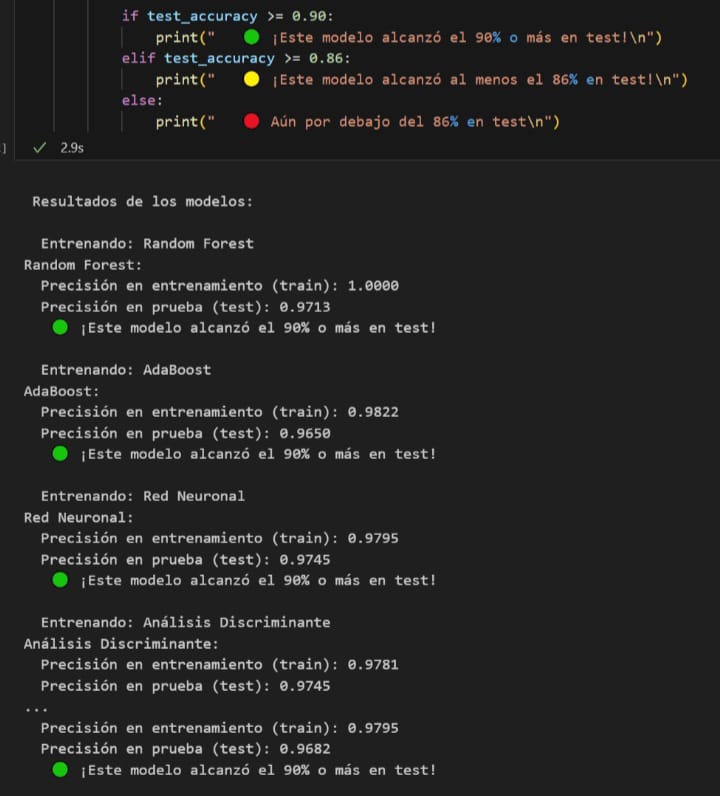 if test_accuracy >= 0.90:
print("   🟢 ¡Este modelo alcanzó el 90% o más en test!\n")
elif test_accuracy >= 0.86:
print("   🟡 ¡Este modelo alcanzó al menos el 86% en test!\n")
else:
print("   🔴 Aún por debajo del 86% en test\n")
] ✓ 2.9s
Resultados de los modelos:
Entrenando: Random Forest
Random Forest:
Precisión en entrenamiento (train): 1.0000
Precisión en prueba (test): 0.9713
🟢 ¡Este modelo alcanzó el 90% o más en test!
Entrenando: AdaBoost
AdaBoost:
Precisión en entrenamiento (train): 0.9822
Precisión en prueba (test): 0.9650
🟢 ¡Este modelo alcanzó el 90% o más en test!
Entrenando: Red Neuronal
Red Neuronal:
Precisión en entrenamiento (train): 0.9795
Precisión en prueba (test): 0.9745
🟢 ¡Este modelo alcanzó el 90% o más en test!
Entrenando: Análisis Discriminante
Análisis Discriminante:
Precisión en entrenamiento (train): 0.9781
Precisión en prueba (test): 0.9745
...
Precisión en entrenamiento (train): 0.9795
Precisión en prueba (test): 0.9682
🟢 ¡Este modelo alcanzó el 90% o más en test!